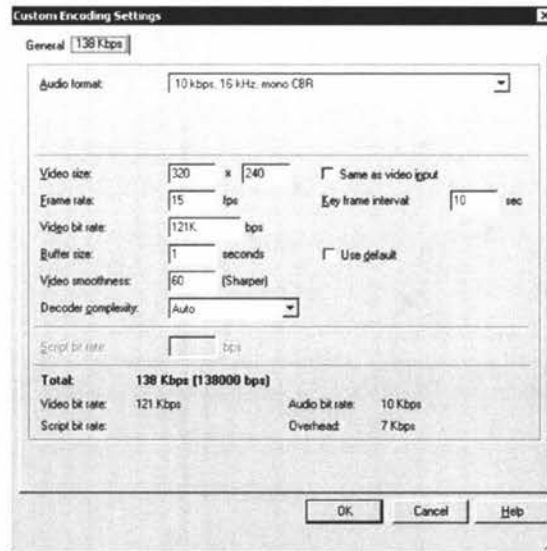 Custom Encoding Settings
General 138 Kbps
Audio format: 10 kbps, 16 kHz, mono CBR
Video size: 320 x 240 Same as video input
Frame rate: 15 fps Key frame interval: 10 sec
Video bit rate: 121K bps
Buffer size: 1 seconds Use default
Video smoothness: 60 (Sharper)
Decoder complexity: Auto
Script bit rate: bps
Total: 138 Kbps (138000 bps)
Video bit rate: 121 Kbps Audio bit rate: 10 Kbps
Script bit rate: Overhead: 7 Kbps
OK Cancel Help